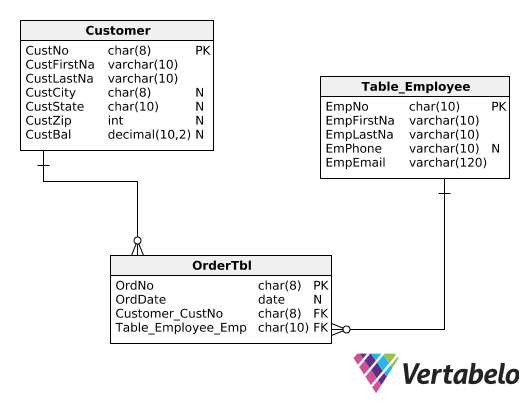 Customer
CustNo char(8) PK
CustFirstNa varchar(10)
CustLastNa varchar(10)
CustCity char(8) N
CustState char(10) N
CustZip int N
CustBal decimal(10,2) N
Table_Employee
EmpNo char(10) PK
EmpFirstNa varchar(10)
EmpLastNa varchar(10)
EmPhone varchar(10) N
EmpEmail varchar(120)
OrderTbl
OrdNo char(8) PK
OrdDate date N
Customer_CustNo char(8) FK
Table_Employee_Emp char(10) FK
Vertabelo